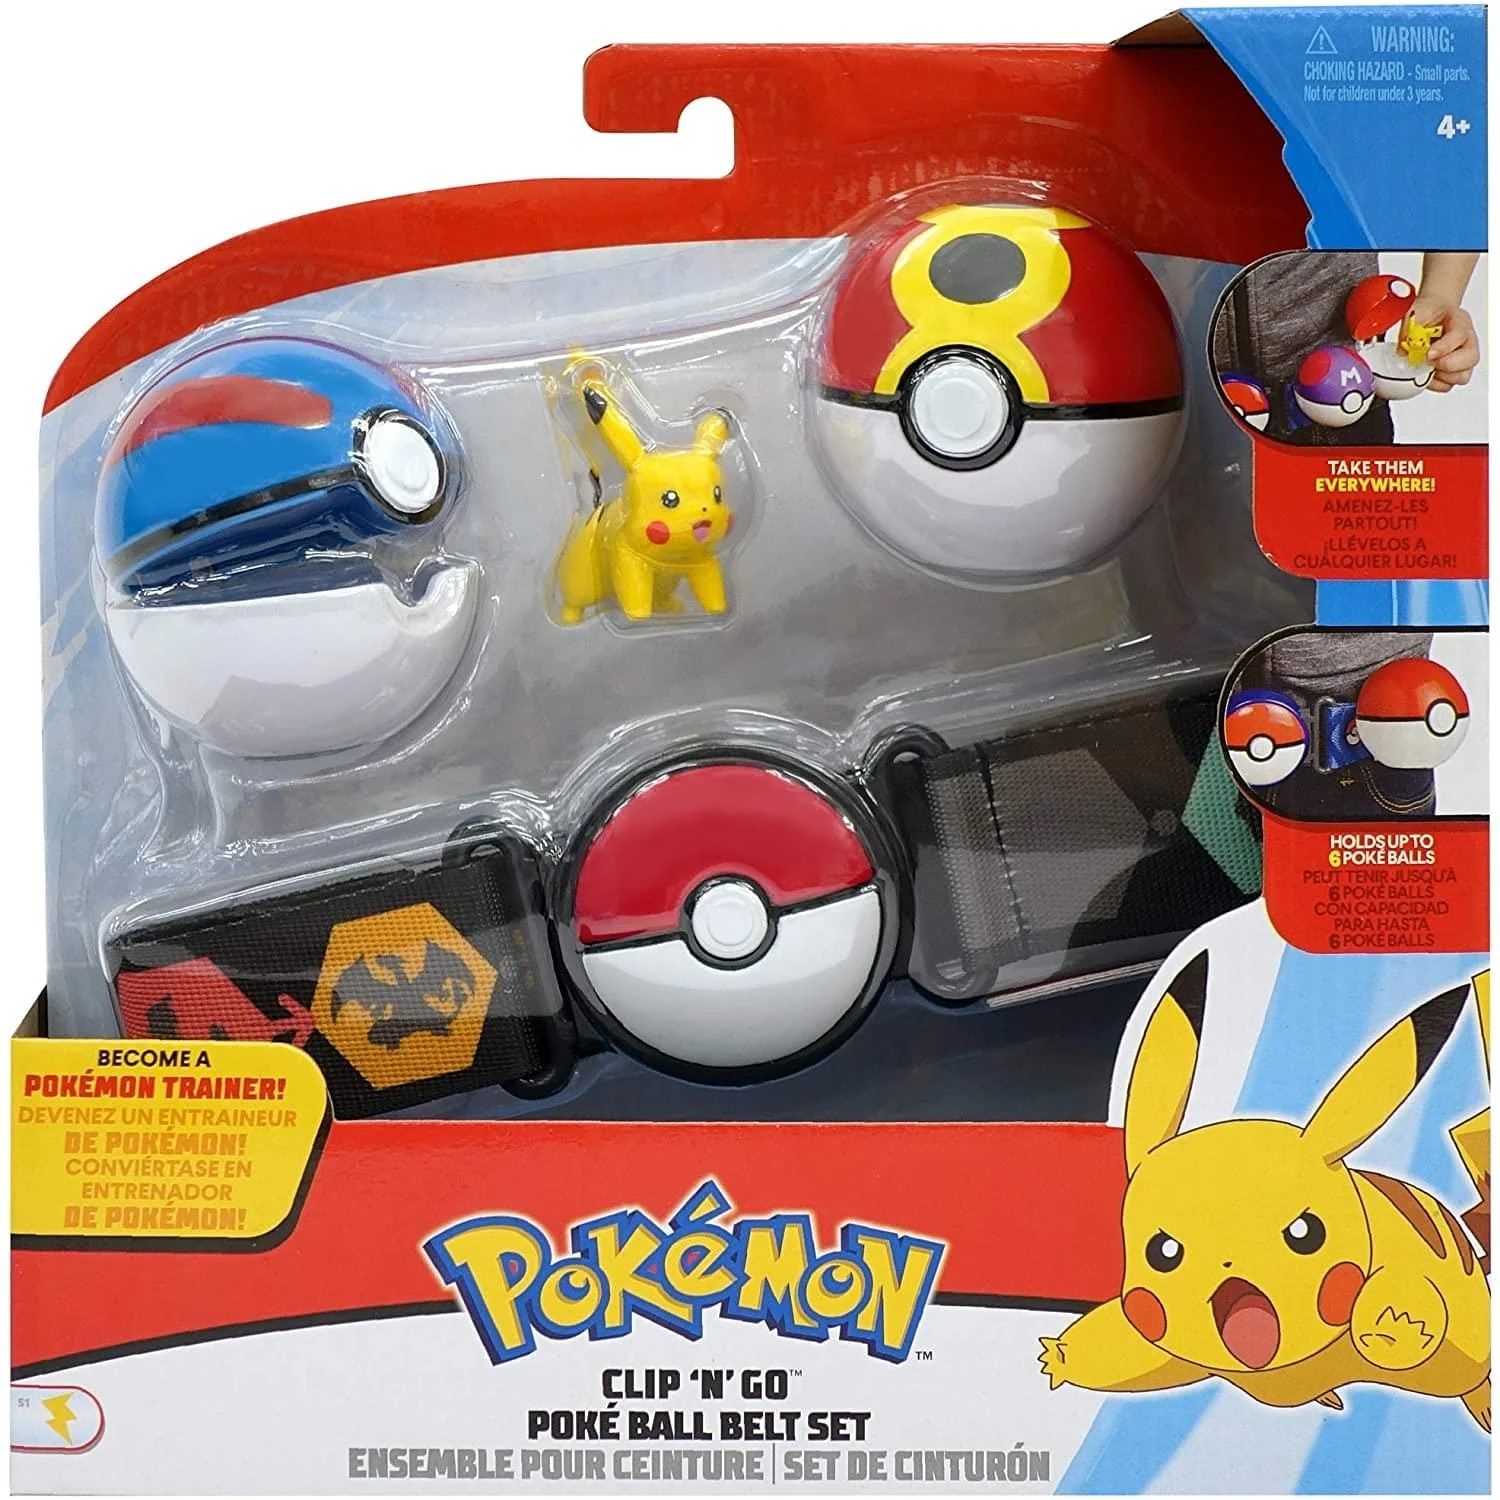 WARNING:
CHOKING HAZARD - Small parts.
Not for children under 3 years.
4+
M
TAKE THEM
EVERYWHERE!
AMENEZ-LES
PARTOUT!
¡LLÉVELOS A
CUALQUIER LUGAR!
HOLDS UP TO
6 POKÉ BALLS
PEUT TENIR JUSQU'À
6 POKÉ BALLS
CON CAPACIDAD
PARA HASTA
6 POKÉ BALLS
BECOME A
POKÉMON TRAINER!
DEVENEZ UN ENTRAINEUR
DE POKÉMON!
CONVIÉRTASE EN
ENTRENADOR
DE POKÉMON!
POKÉMON™
CLIP 'N' GO™
POKÉ BALL BELT SET
ENSEMBLE POUR CEINTURE | SET DE CINTURÓN
S1